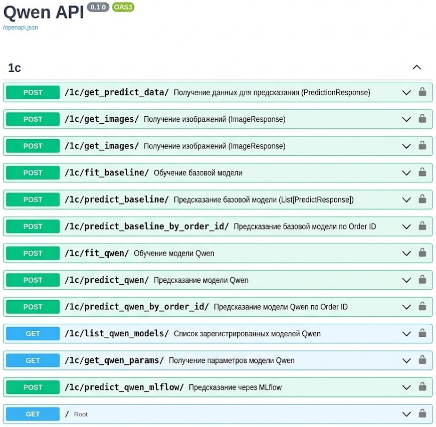 Qwen API 0.1.0 OAS3
/openapi.json
1c
POST /1c/get_predict_data/ Получение данных для предсказания (PredictionResponse)
POST /1c/get_images/ Получение изображений (ImageResponse)
POST /1c/get_images/ Получение изображений (ImageResponse)
POST /1c/fit_baseline/ Обучение базовой модели
POST /1c/predict_baseline/ Предсказание базовой модели (List[PredictResponse])
POST /1c/predict_baseline_by_order_id/ Предсказание базовой модели по Order ID
POST /1c/fit_qwen/ Обучение модели Qwen
POST /1c/predict_qwen/ Предсказание модели Qwen
POST /1c/predict_qwen_by_order_id/ Предсказание модели Qwen по Order ID
GET /1c/list_qwen_models/ Список зарегистрированных моделей Qwen
GET /1c/get_qwen_params/ Получение параметров модели Qwen
POST /1c/predict_qwen_mlflow/ Предсказание через MLflow
GET / Root